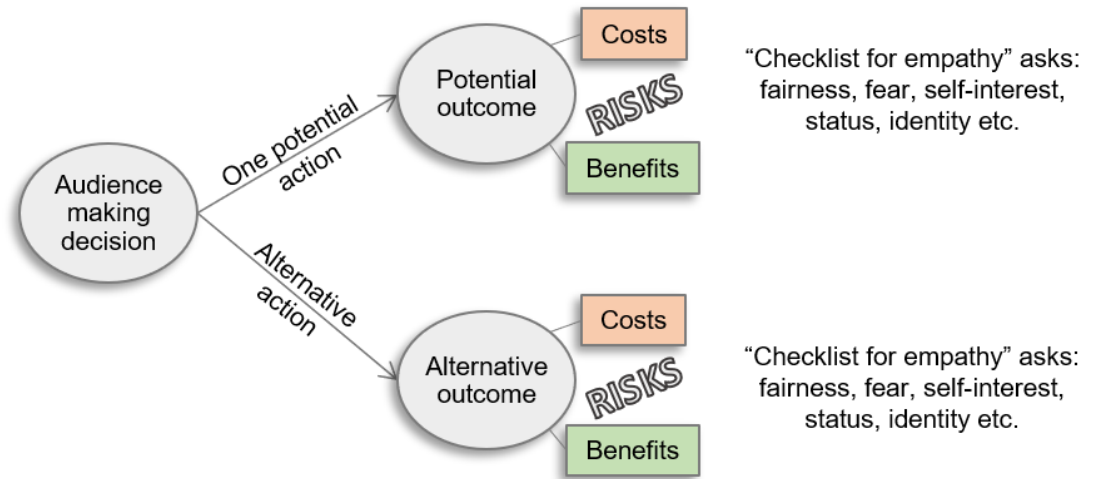 Audience
making
decision
One potential
action
Potential
outcome
Costs
RISKS
Benefits
“Checklist for empathy” asks:
fairness, fear, self-interest,
status, identity etc.
Alternative
action
Alternative
outcome
Costs
RISKS
Benefits
“Checklist for empathy” asks:
fairness, fear, self-interest,
status, identity etc.